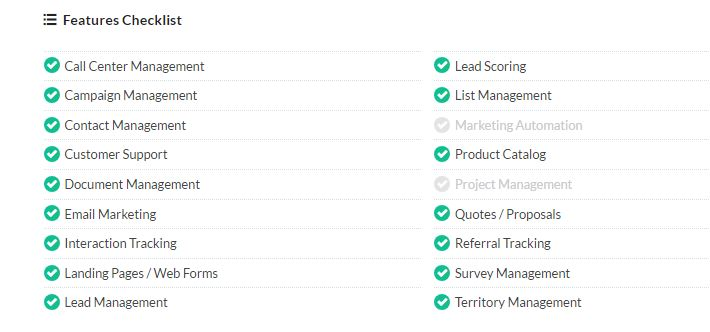 Features Checklist
Call Center Management
Campaign Management
Contact Management
Customer Support
Document Management
Email Marketing
Interaction Tracking
Landing Pages / Web Forms
Lead Management
Lead Scoring
List Management
Marketing Automation
Product Catalog
Project Management
Quotes / Proposals
Referral Tracking
Survey Management
Territory Management